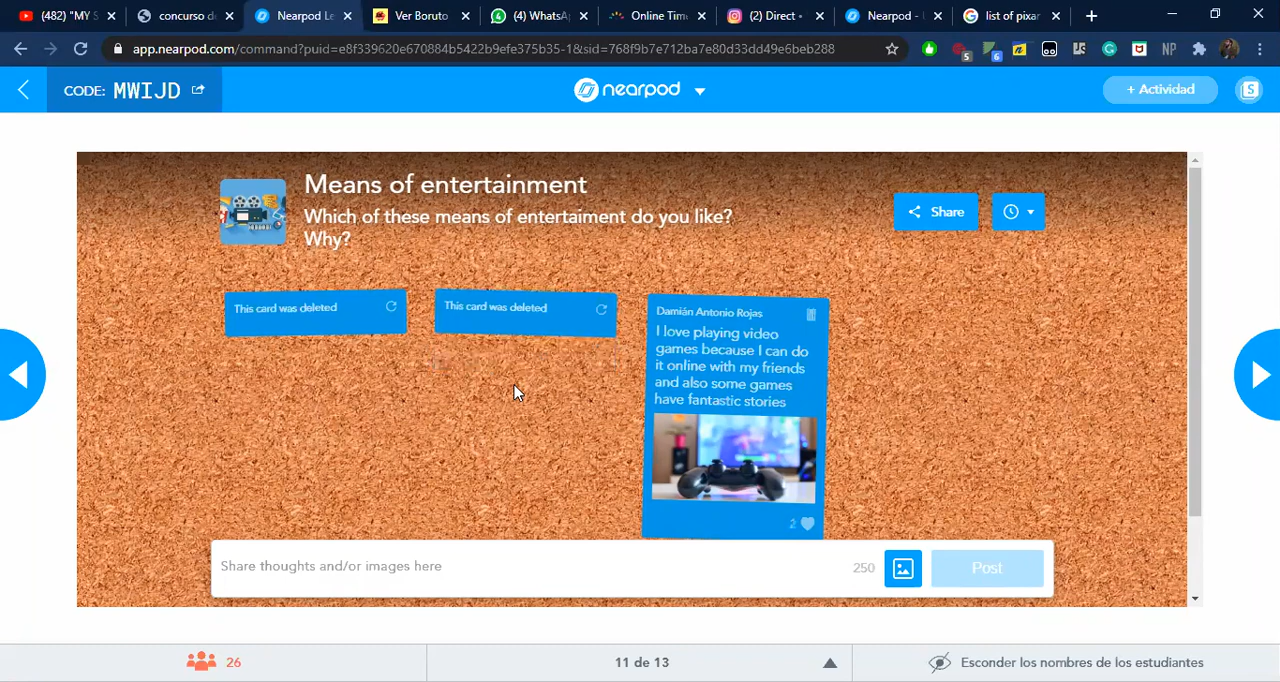 (482) "MY S
concurso d
Nearpod Le
Ver Boruto
(4) WhatsA
Online Tim
(2) Direct -
Nearpod -
list of pixar
app.nearpod.com/command?puid=e8f339620e670884b5422b9efe375b35-1&sid=768f9b7e712ba7e80d33dd49e6beb288
CODE: MWIJD
nearpod
+ Actividad
Means of entertainment
Which of these means of entertaiment do you like?
Why?
Share
This card was deleted
This card was deleted
Damián Antonio Rojas
I love playing video
games because I can do
it online with my friends
and also some games
have fantastic stories
2
Share thoughts and/or images here
250
Post
26
11 de 13
Esconder los nombres de los estudiantes